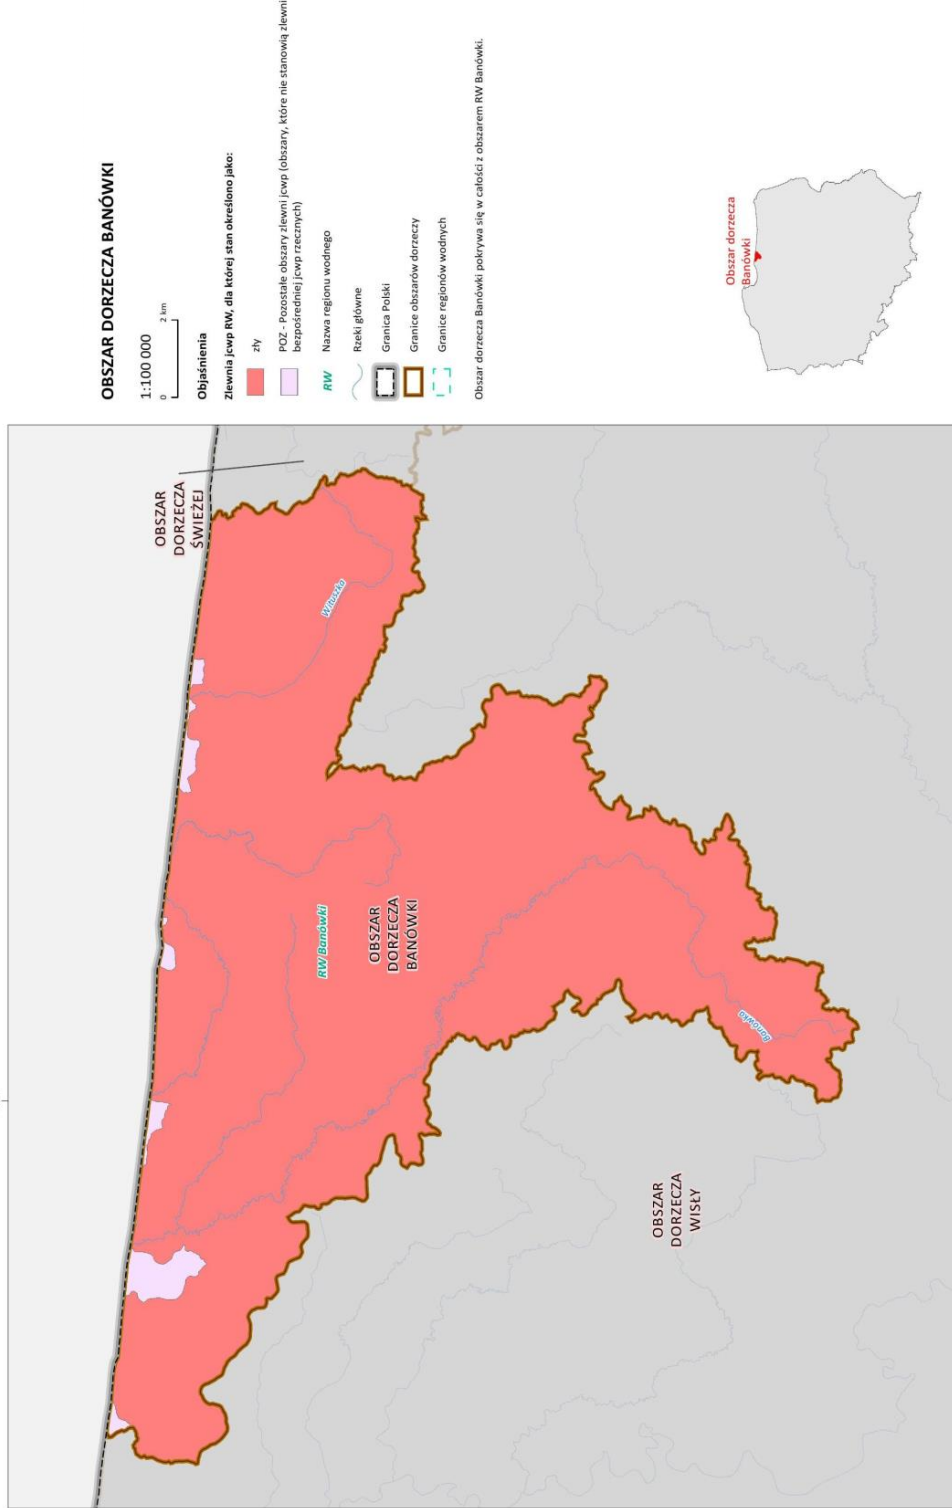 OBSZAR DORZECZA BANÓWKI
1:100 000
0 2 km
Objaśnienia
Zlewnia jcwp RW, dla której stan określono jako:
zły
POZ - Pozostałe obszary zlewni jcwp (obszary, które nie stanowią zlewni
bezpośredniej jcwp rzecznych)
RW Nazwa regionu wodnego
Rzeki główne
Granica Polski
Granice obszarów dorzeczy
Granice regionów wodnych
Obszar dorzecza Banówki pokrywa się w całości z obszarem RW Banówki.
Obszar dorzecza
Banówki
OBSZAR
DORZECZA
ŚWIEŻEJ
Wituszka
RW Banówki
OBSZAR
DORZECZA
BANÓWKI
Banówka
OBSZAR
DORZECZA
WISŁY